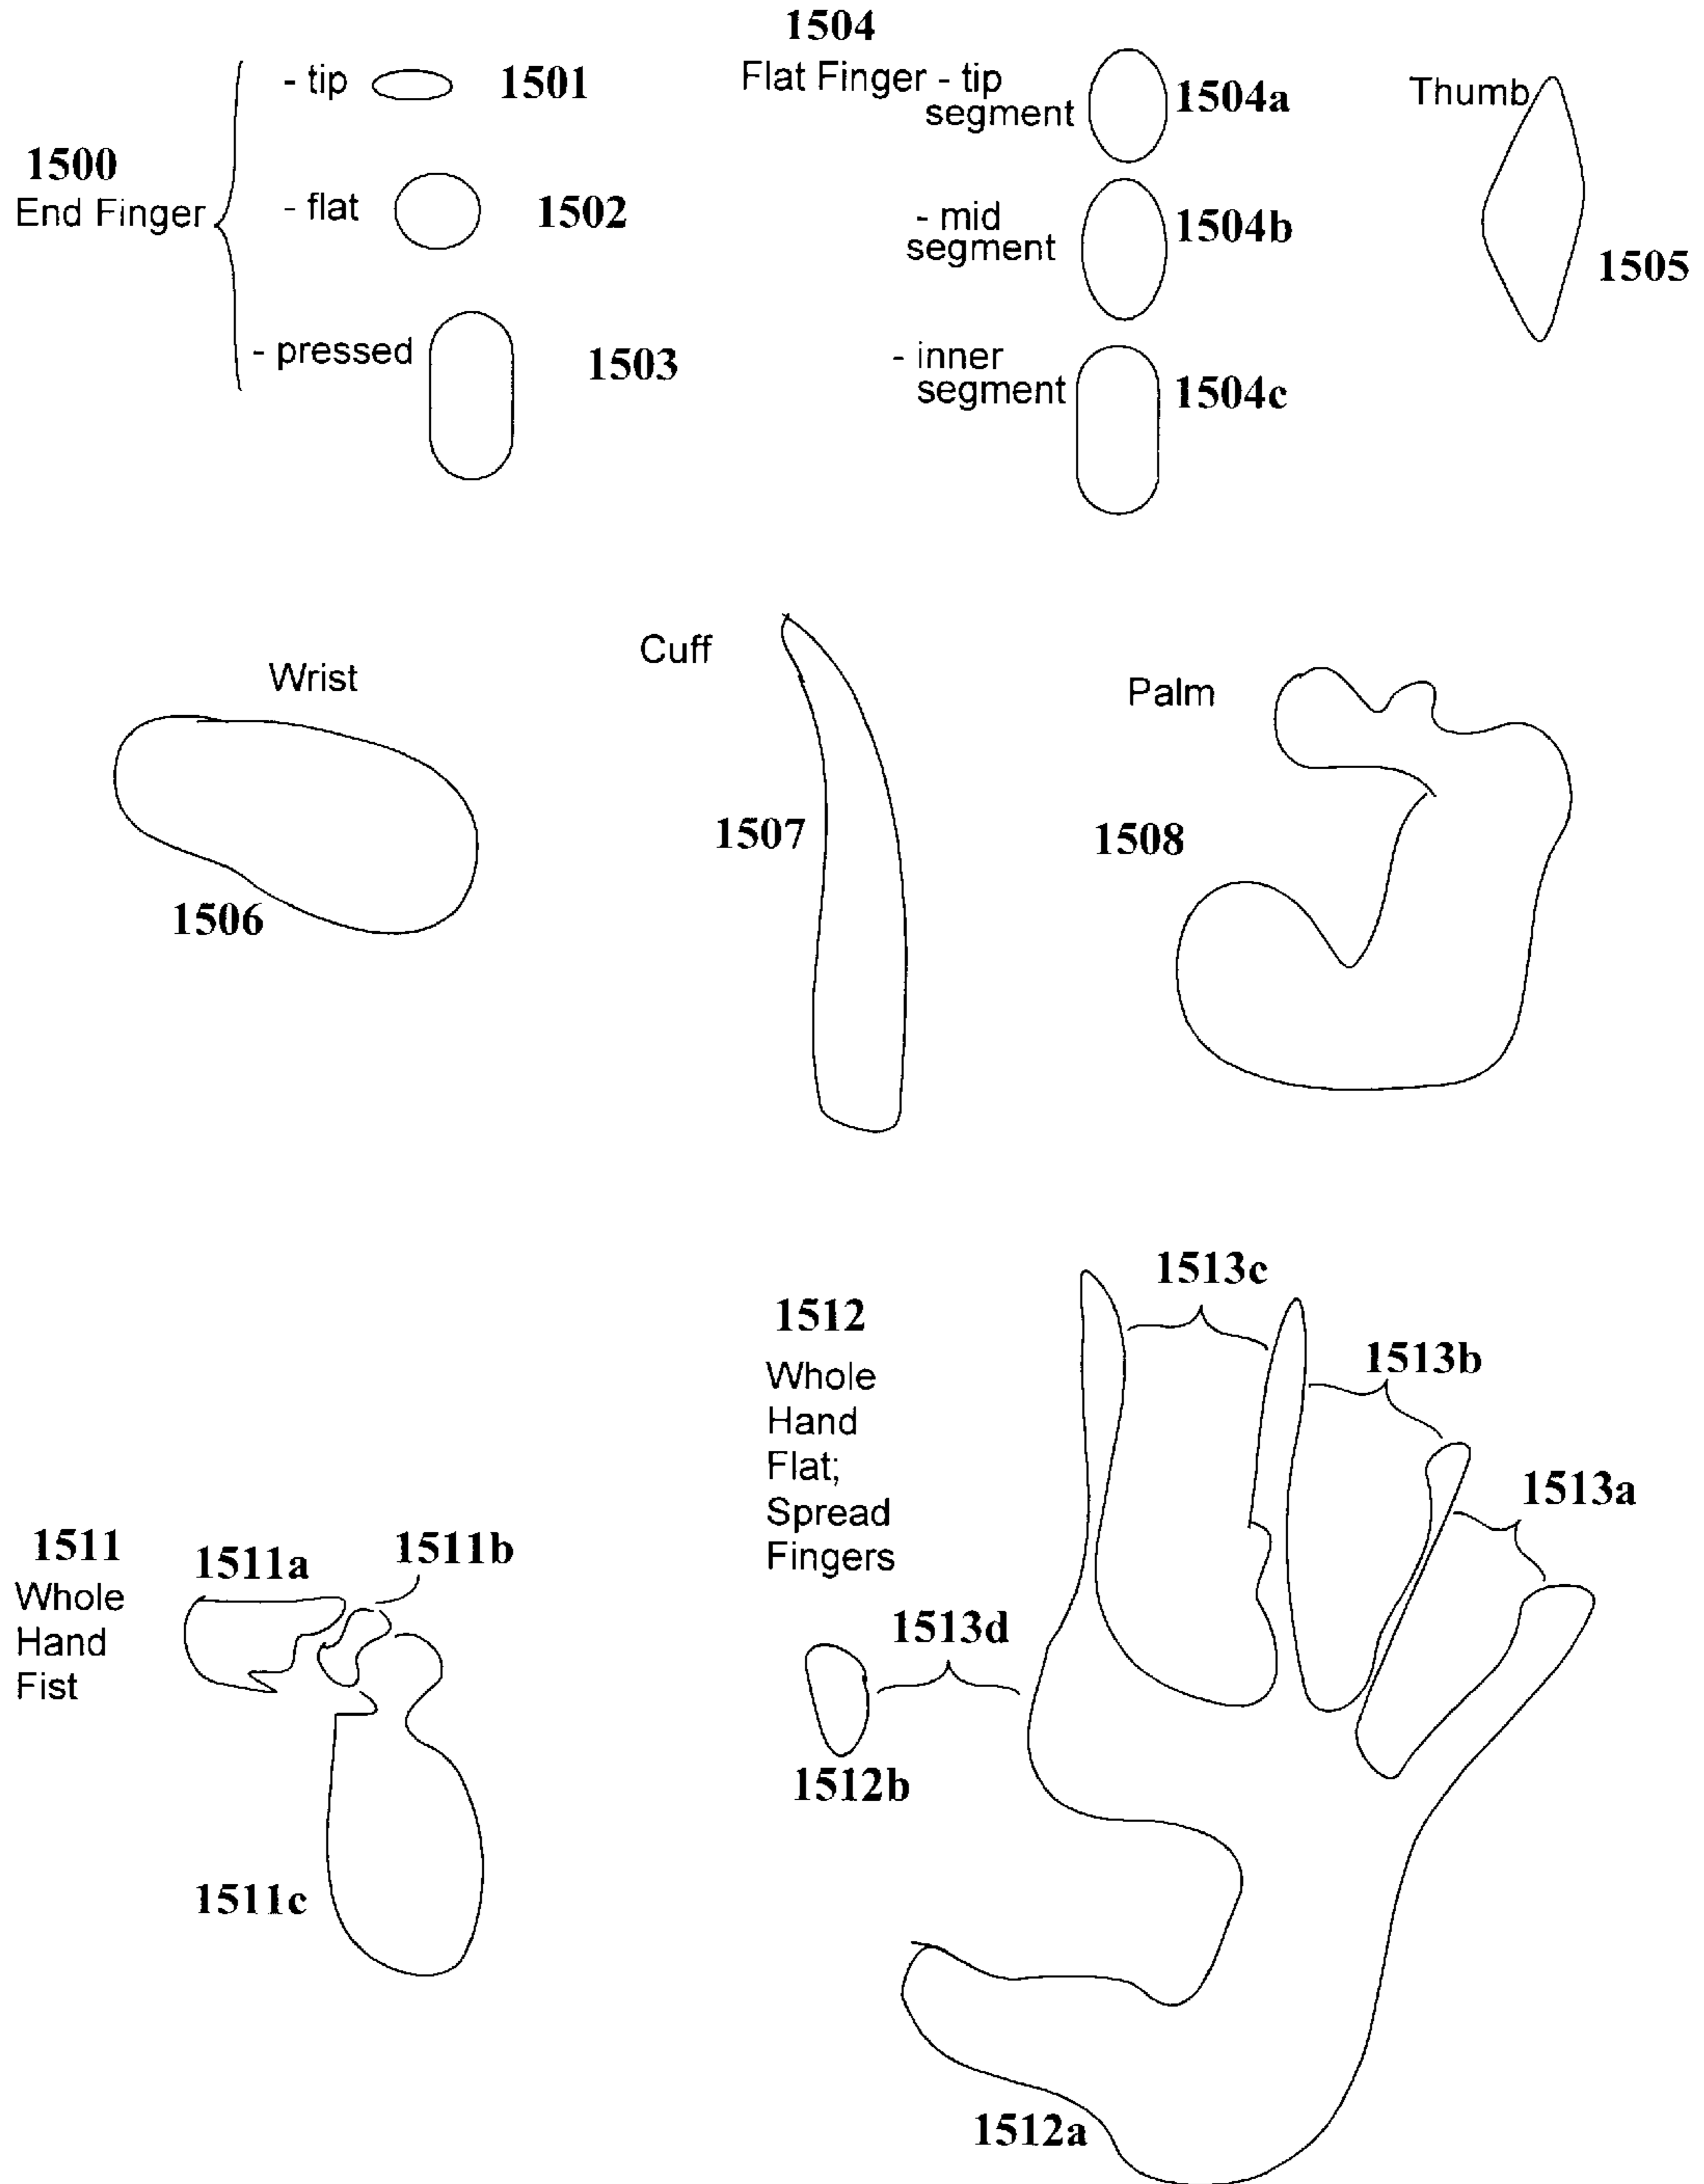 1500
End Finger
- tip
1501
- flat
1502
- pressed
1503
1504
Flat Finger - tip
segment
1504a
- mid
segment
1504b
- inner
segment
1504c
Thumb
1505
Wrist
1506
Cuff
1507
Palm
1508
1511
Whole
Hand
Fist
1511a
1511b
1511c
1512
Whole
Hand
Flat;
Spread
Fingers
1513c
1513b
1513a
1513d
1512b
1512a